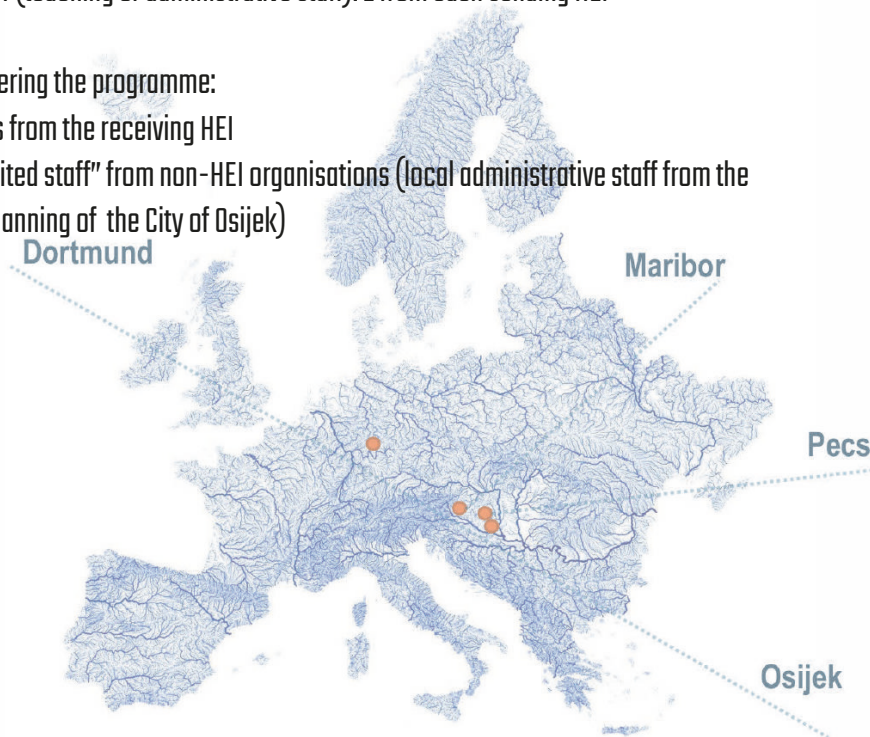 ering the programme:
s from the receiving HEI
ited staff” from non-HEI organisations (local administrative staff from the
anning of the City of Osijek)
Dortmund
Maribor
Pecs
Osijek